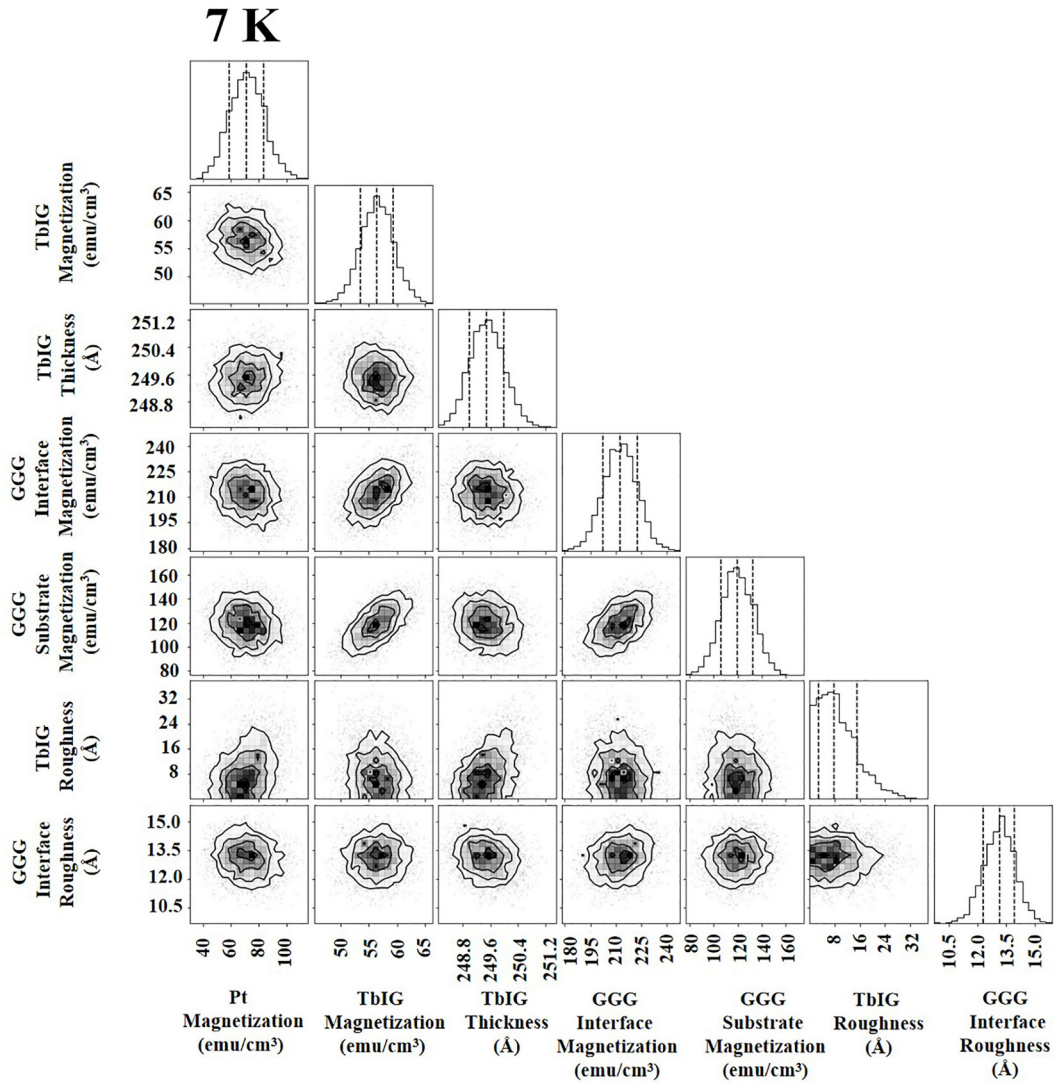 7 K
TbIG
Magnetization
(emu/cm³)
65
60
55
50
TbIG
Thickness
(Å)
251.2
250.4
249.6
248.8
GGG
Interface
Magnetization
(emu/cm³)
240
225
210
195
180
GGG
Substrate
Magnetization
(emu/cm³)
160
140
120
100
80
TbIG
Roughness
(Å)
32
24
16
8
GGG
Interface
Roughness
(Å)
15.0
13.5
12.0
10.5
40 60 80 100
50 55 60 65
248.8 249.6 250.4 251.2
180 195 210 225 240
80 100 120 140 160
8 16 24 32
10.5 12.0 13.5 15.0
Pt
Magnetization
(emu/cm³)
TbIG
Magnetization
(emu/cm³)
TbIG
Thickness
(Å)
GGG
Interface
Magnetization
(emu/cm³)
GGG
Substrate
Magnetization
(emu/cm³)
TbIG
Roughness
(Å)
GGG
Interface
Roughness
(Å)